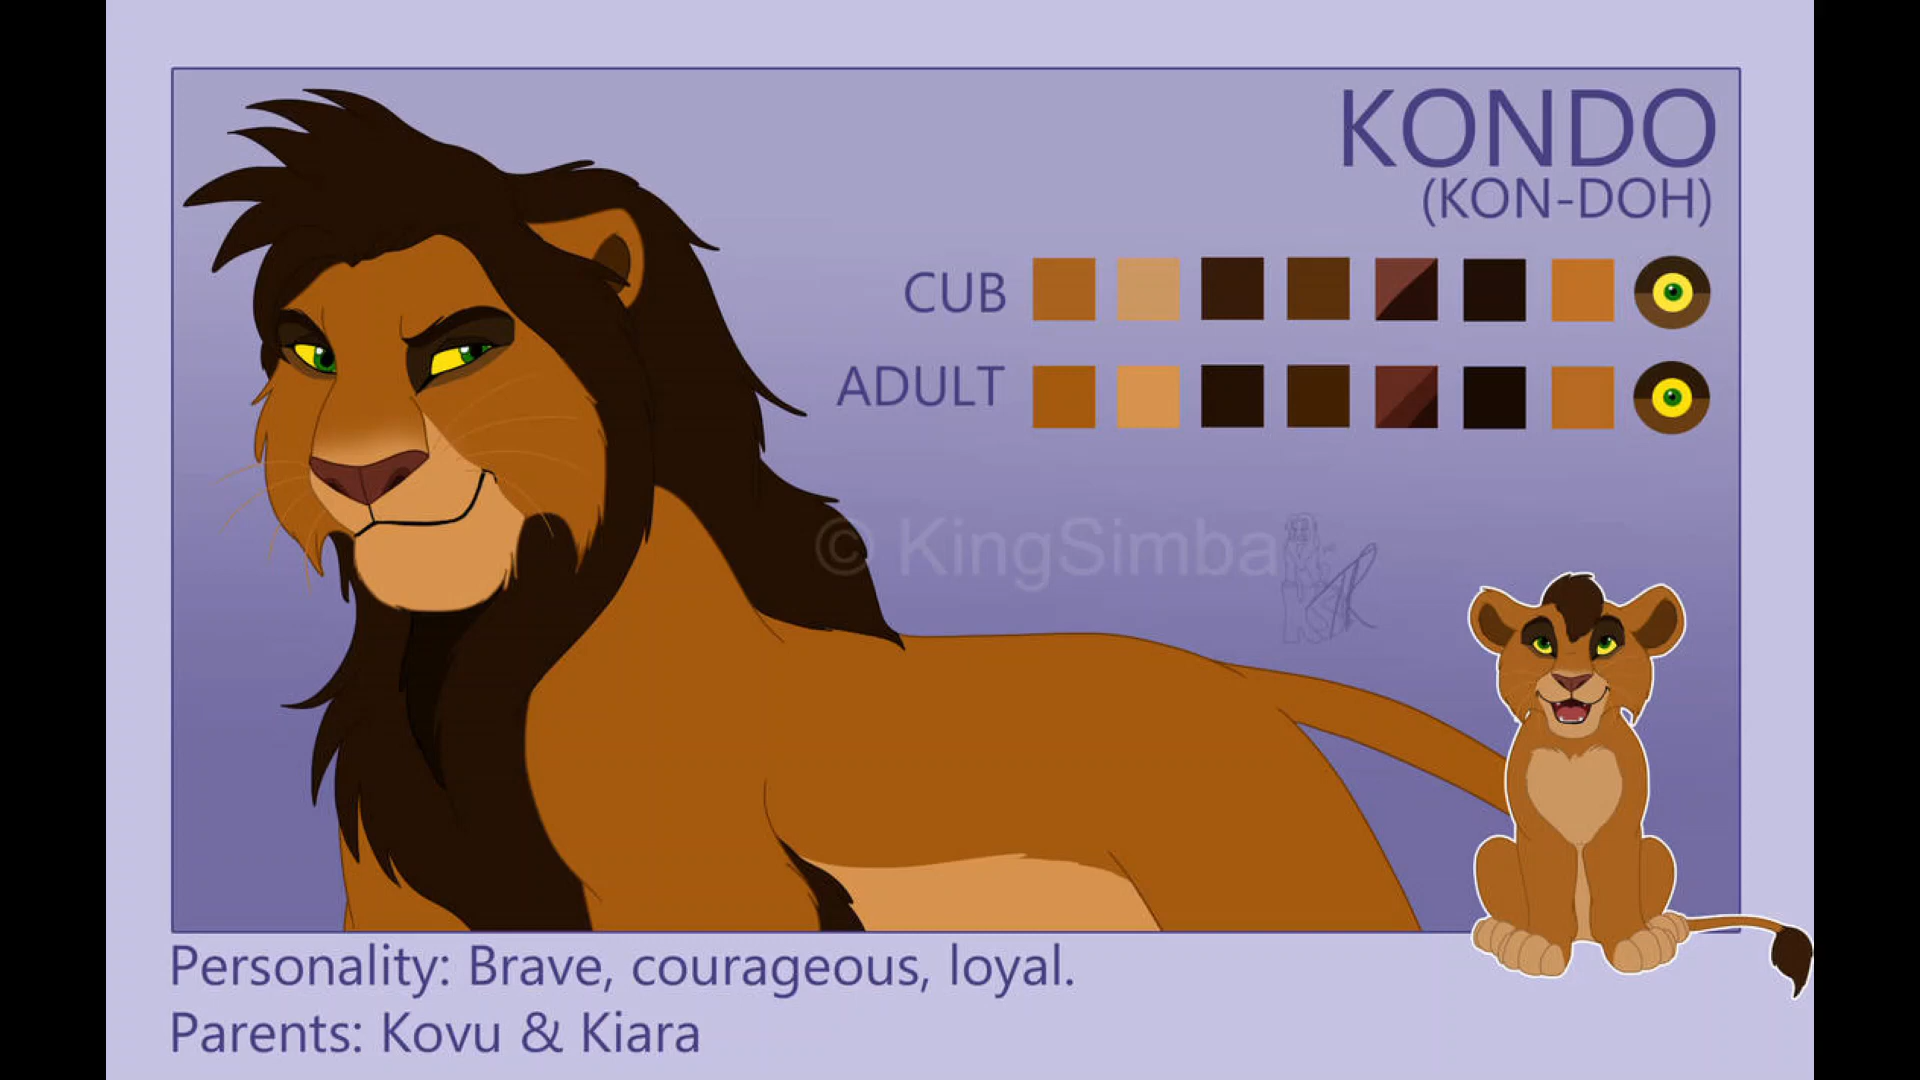 KONDO
(KON-DOH)
CUB
ADULT
© KingSimba
Personality: Brave, courageous, loyal.
Parents: Kovu & Kiara